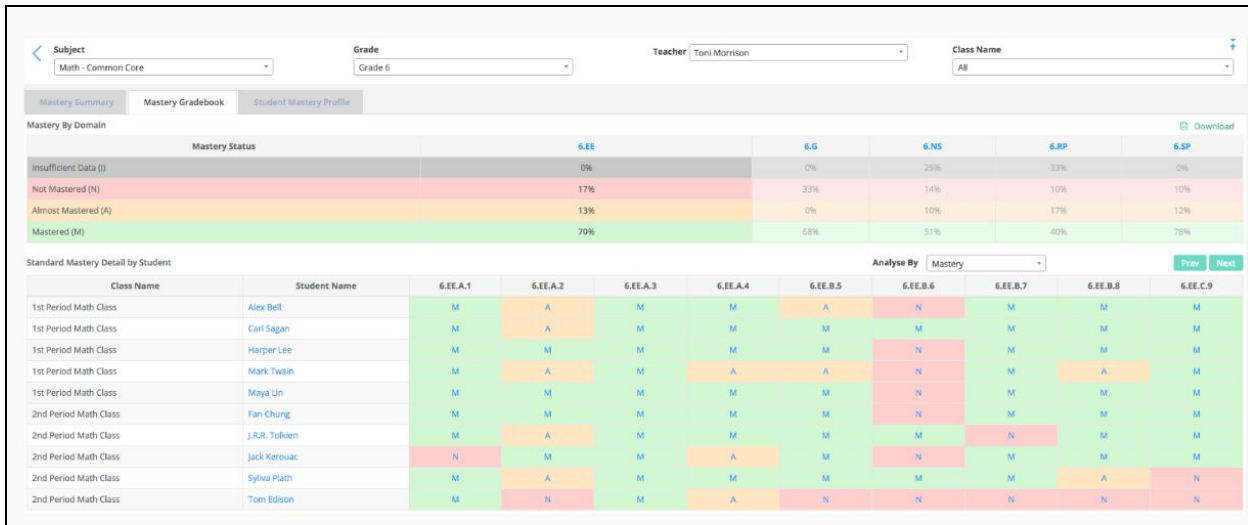 Subject Grade Teacher Toni Morrison Class Name
Math - Common Core Grade 6 All
Mastery Summary Mastery Gradebook Student Mastery Profile
Mastery By Domain Download
Mastery Status 6.EE 6.G 6.NS 6.RP 6.SP
Insufficient Data (I) 0% 0% 25% 33% 0%
Not Mastered (N) 17% 33% 14% 10% 10%
Almost Mastered (A) 13% 0% 10% 17% 12%
Mastered (M) 70% 68% 51% 40% 78%
Standard Mastery Detail by Student Analyse By Mastery Prev Next
Class Name Student Name 6.EE.A.1 6.EE.A.2 6.EE.A.3 6.EE.A.4 6.EE.B.5 6.EE.B.6 6.EE.B.7 6.EE.B.8 6.EE.C.9
1st Period Math Class Alex Bell M A M M A N M M M
1st Period Math Class Carl Sagan M A M M M M M M M
1st Period Math Class Harper Lee M M M M M N M M M
1st Period Math Class Mark Twain M A M A A N M A M
1st Period Math Class Maya Lin M M M M M N M M M
2nd Period Math Class Fan Chung M M M M M N M M M
2nd Period Math Class J.R.R. Tolkien M A M M M M N M M
2nd Period Math Class Jack Kerouac N M M A M N M M M
2nd Period Math Class Syliva Plath M A M M M M M A N
2nd Period Math Class Tom Edison M N M A N N N N N